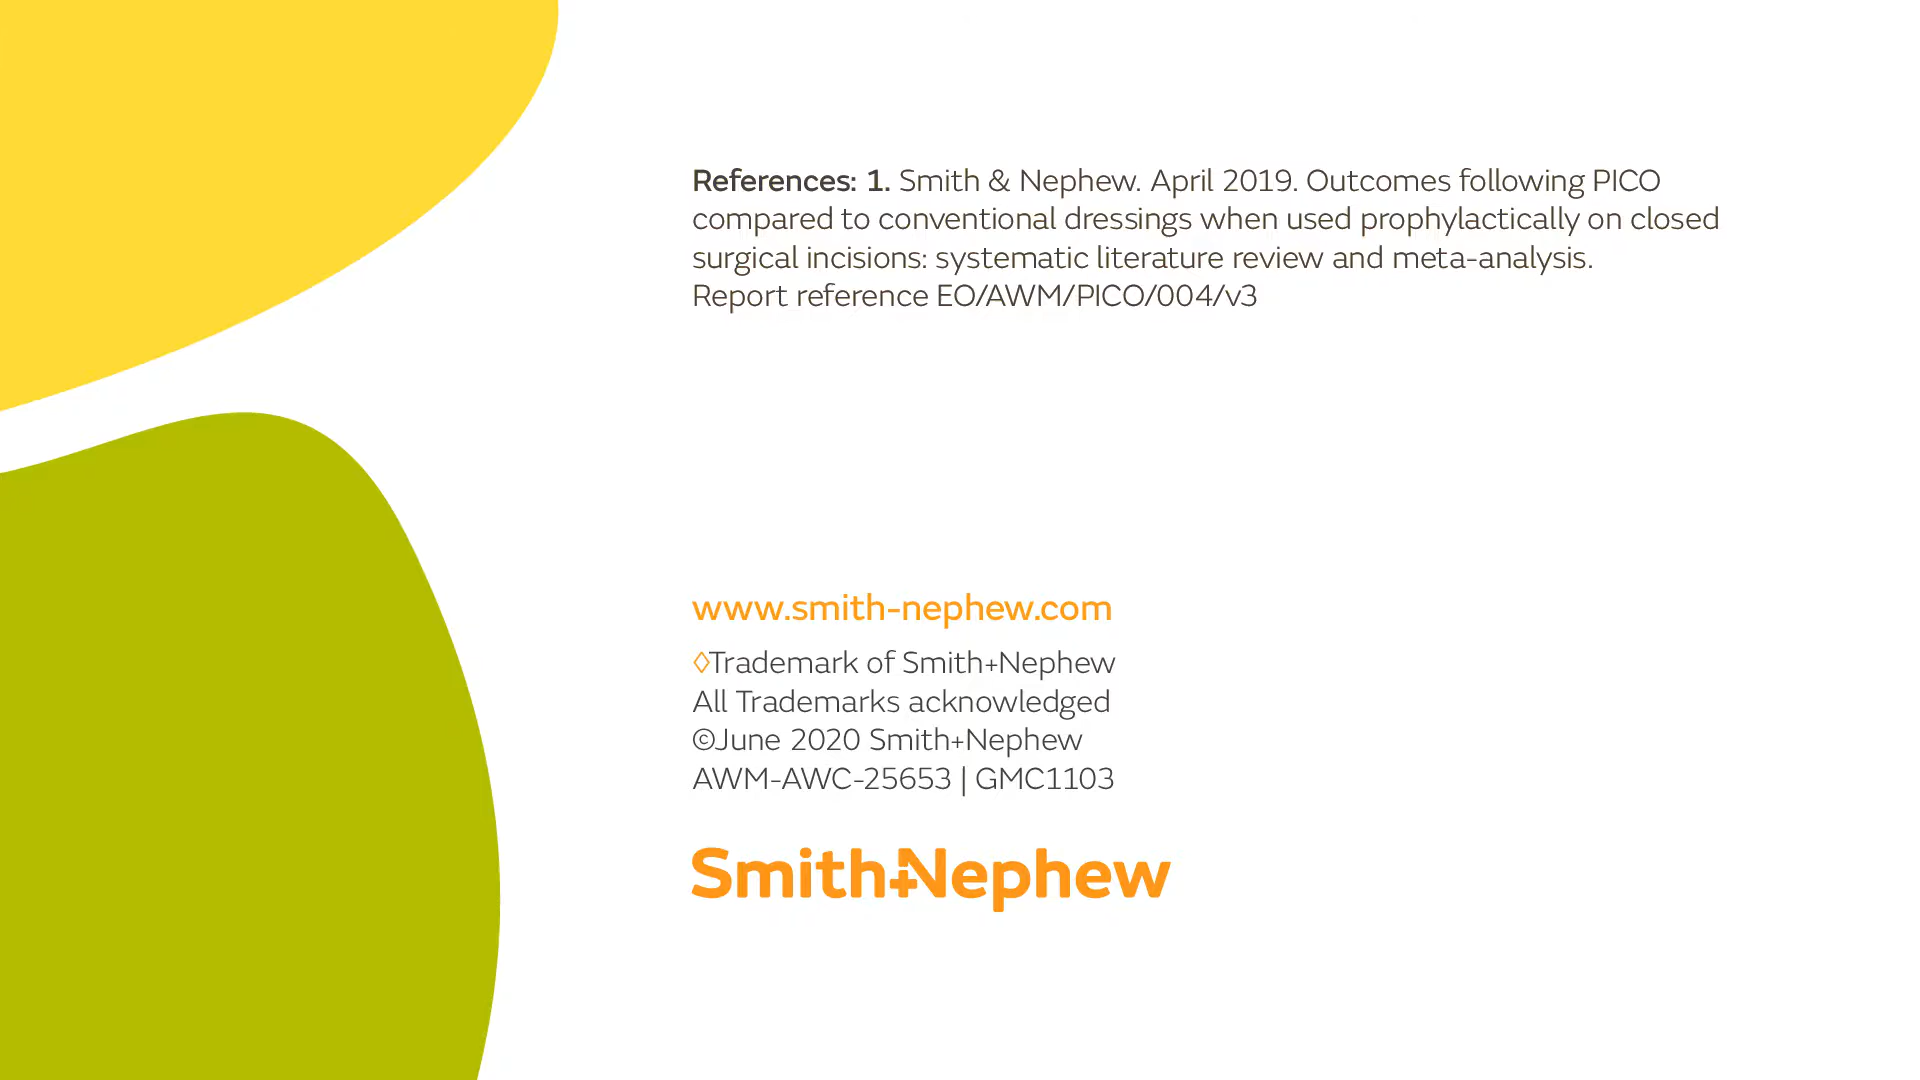 References: 1. Smith & Nephew. April 2019. Outcomes following PICO
compared to conventional dressings when used prophylactically on closed
surgical incisions: systematic literature review and meta-analysis.
Report reference EO/AWM/PICO/004/v3
www.smith-nephew.com
◊Trademark of Smith+Nephew
All Trademarks acknowledged
©June 2020 Smith+Nephew
AWM-AWC-25653 | GMC1103
Smith+Nephew